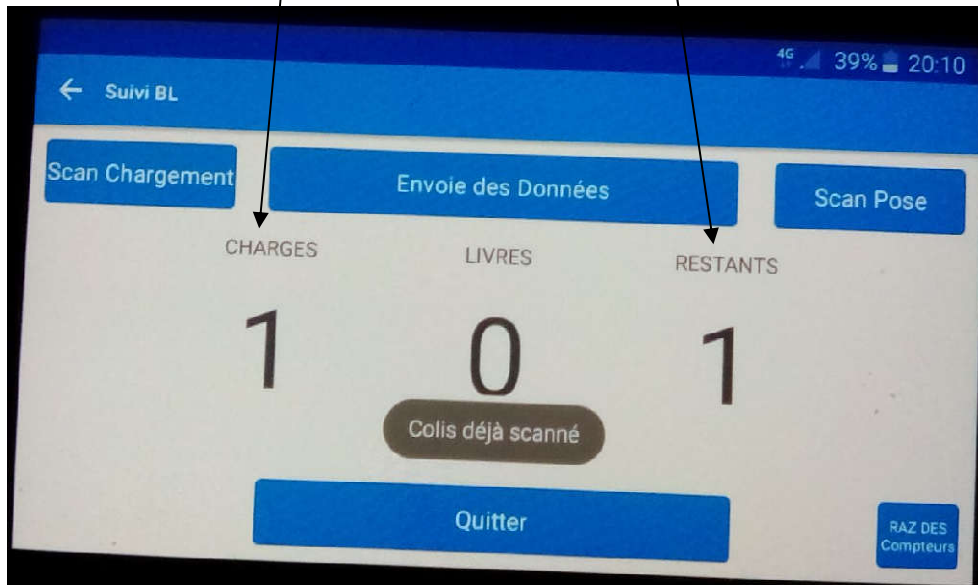 4G 39% 20:10
← Suivi BL
Scan Chargement
Envoie des Données
Scan Pose
CHARGES
LIVRES
RESTANTS
1
0
1
Colis déjà scanné
Quitter
RAZ DES
Compteurs